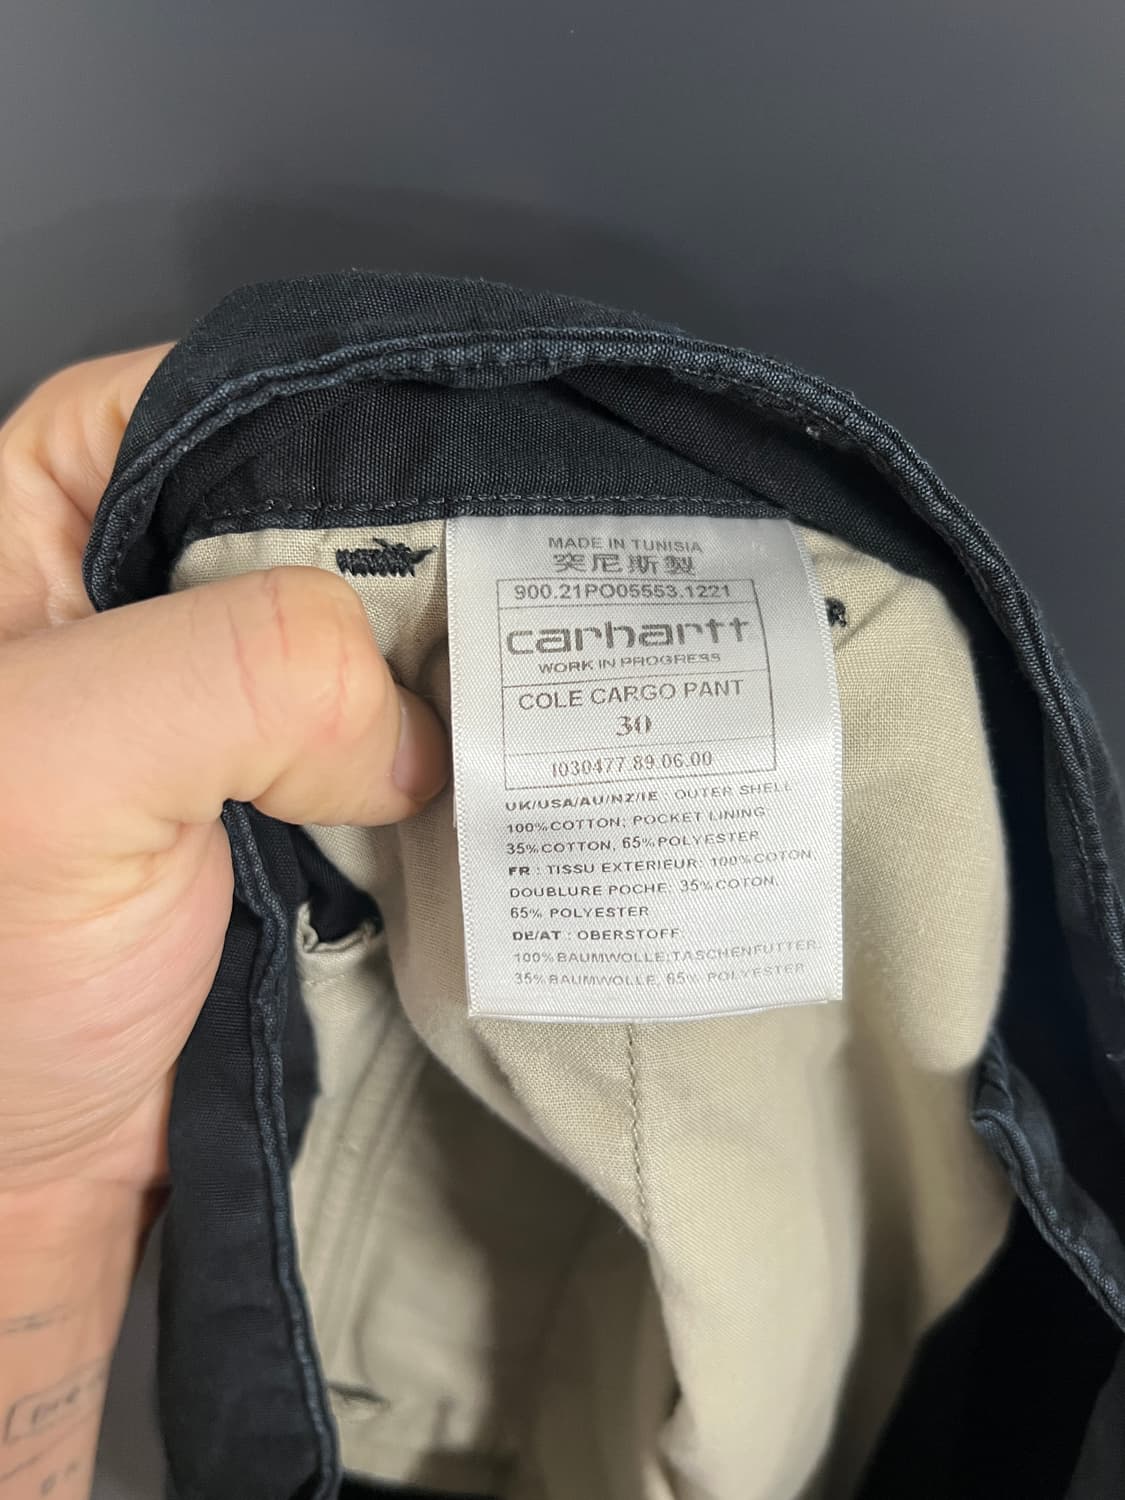 MADE IN TUNISIA
突尼斯製
900.21PO05553.1221
carhartt
WORK IN PROGRESS
COLE CARGO PANT
30
I030477.89.06.00
UK/USA/AU/NZ/IE : OUTER SHELL
100%COTTON; POCKET LINING
35%COTTON, 65%POLYESTER
FR : TISSU EXTERIEUR: 100%COTON,
DOUBLURE POCHE: 35%COTON,
65% POLYESTER
DE/AT : OBERSTOFF:
100%BAUMWOLLE;TASCHENFUTTER:
35%BAUMWOLLE, 65% POLYESTER